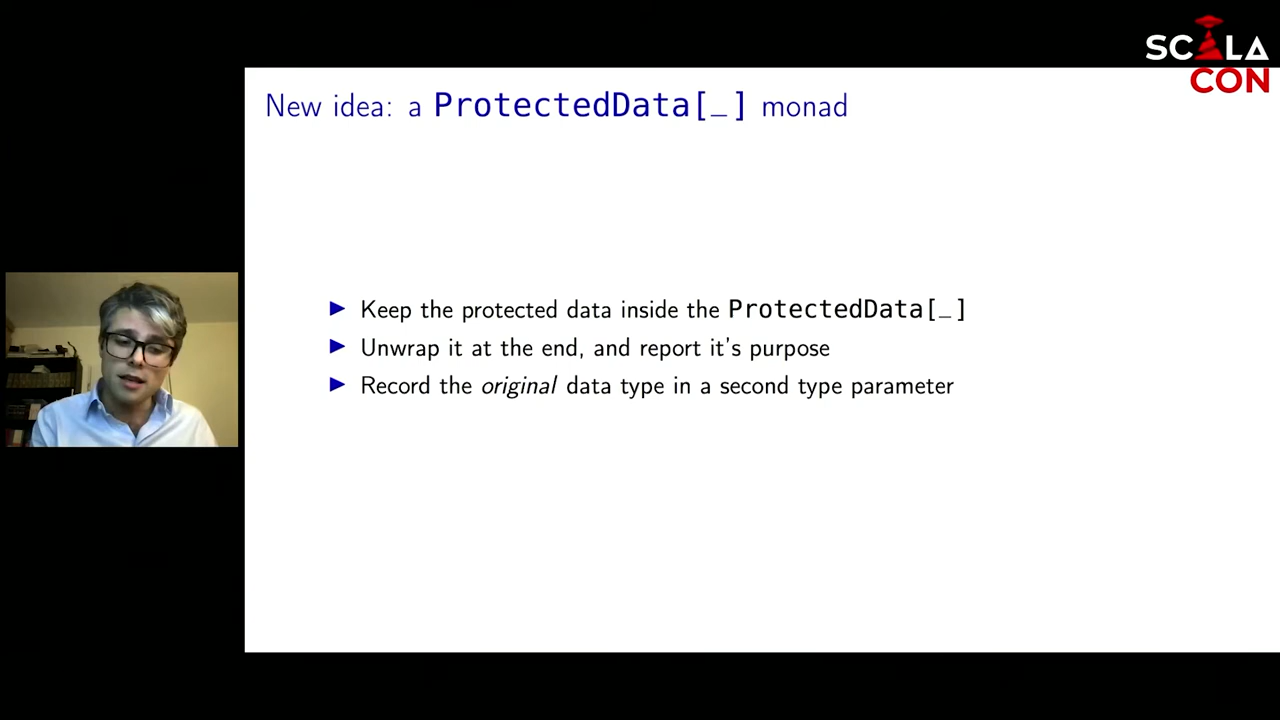 SCALA
CON
New idea: a ProtectedData[_] monad
Keep the protected data inside the ProtectedData[_]
Unwrap it at the end, and report it's purpose
Record the original data type in a second type parameter